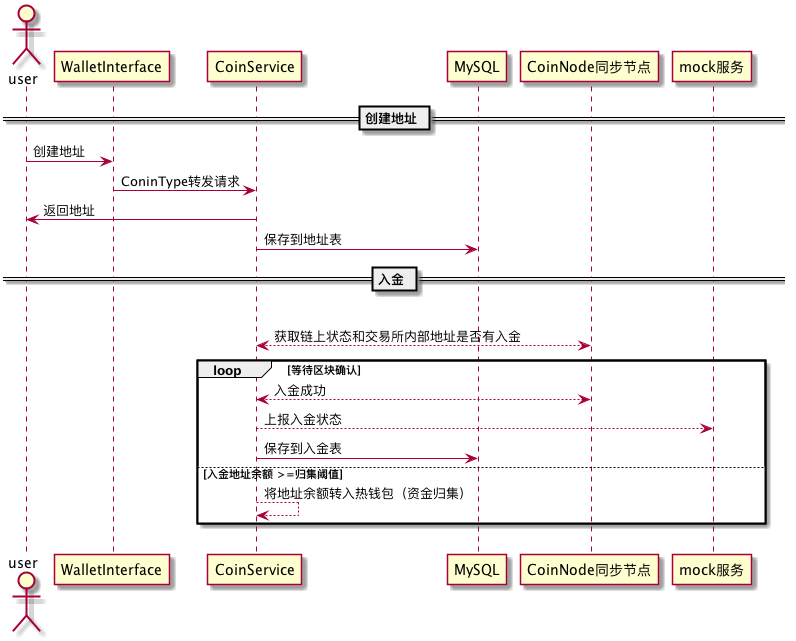 user
WalletInterface
CoinService
MySQL
CoinNode同步节点
mock服务
创建地址
创建地址
ConinType转发请求
返回地址
保存到地址表
入金
获取链上状态和交易所内部地址是否有入金
loop [等待区块确认]
入金成功
上报入金状态
保存到入金表
[入金地址余额 >=归集阈值]
将地址余额转入热钱包（资金归集）
user
WalletInterface
CoinService
MySQL
CoinNode同步节点
mock服务